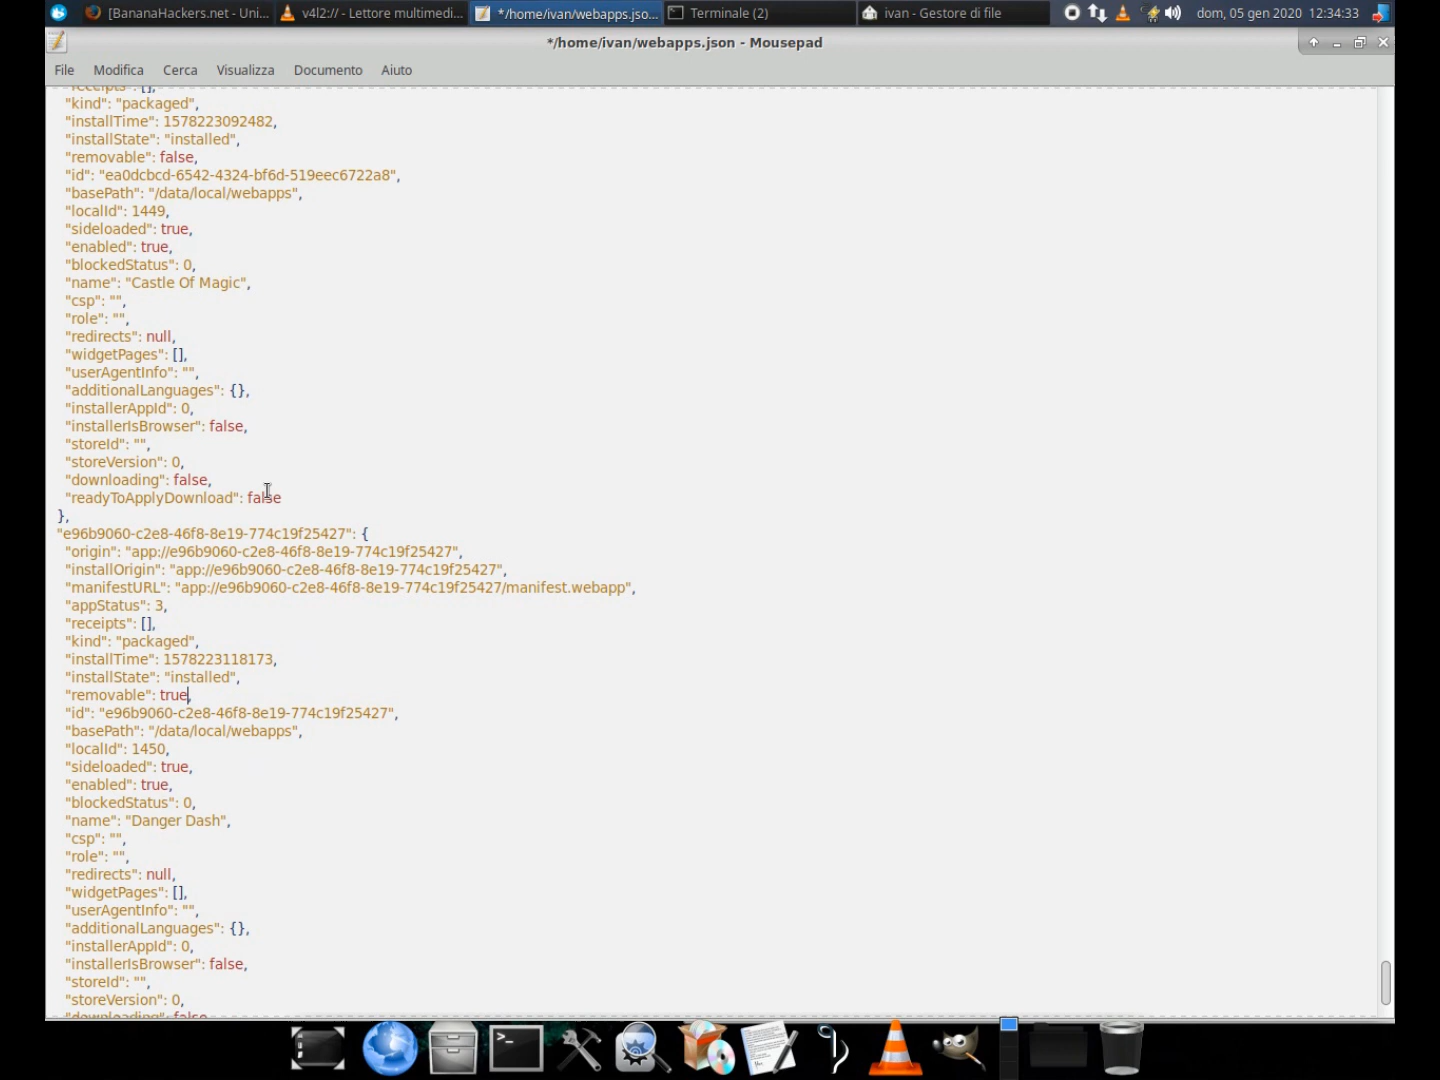 [BananaHackers.net - Uni...
v4l2:// - Lettore multimedi...
*/home/ivan/webapps.jso...
Terminale (2)
ivan - Gestore di file
dom, 05 gen 2020
12:34:33
*/home/ivan/webapps.json - Mousepad
File
Modifica
Cerca
Visualizza
Documento
Aiuto
"receipts": [],
"kind": "packaged",
"installTime": 1578223092482,
"installState": "installed",
"removable": false,
"id": "ea0dcbcd-6542-4324-bf6d-519eec6722a8",
"basePath": "/data/local/webapps",
"localId": 1449,
"sideloaded": true,
"enabled": true,
"blockedStatus": 0,
"name": "Castle Of Magic",
"csp": "",
"role": "",
"redirects": null,
"widgetPages": [],
"userAgentInfo": "",
"additionalLanguages": {},
"installerAppId": 0,
"installerIsBrowser": false,
"storeId": "",
"storeVersion": 0,
"downloading": false,
"readyToApplyDownload": false
},
"e96b9060-c2e8-46f8-8e19-774c19f25427": {
"origin": "app://e96b9060-c2e8-46f8-8e19-774c19f25427",
"installOrigin": "app://e96b9060-c2e8-46f8-8e19-774c19f25427",
"manifestURL": "app://e96b9060-c2e8-46f8-8e19-774c19f25427/manifest.webapp",
"appStatus": 3,
"receipts": [],
"kind": "packaged",
"installTime": 1578223118173,
"installState": "installed",
"removable": true,
"id": "e96b9060-c2e8-46f8-8e19-774c19f25427",
"basePath": "/data/local/webapps",
"localId": 1450,
"sideloaded": true,
"enabled": true,
"blockedStatus": 0,
"name": "Danger Dash",
"csp": "",
"role": "",
"redirects": null,
"widgetPages": [],
"userAgentInfo": "",
"additionalLanguages": {},
"installerAppId": 0,
"installerIsBrowser": false,
"storeId": "",
"storeVersion": 0,
"downloading": false,